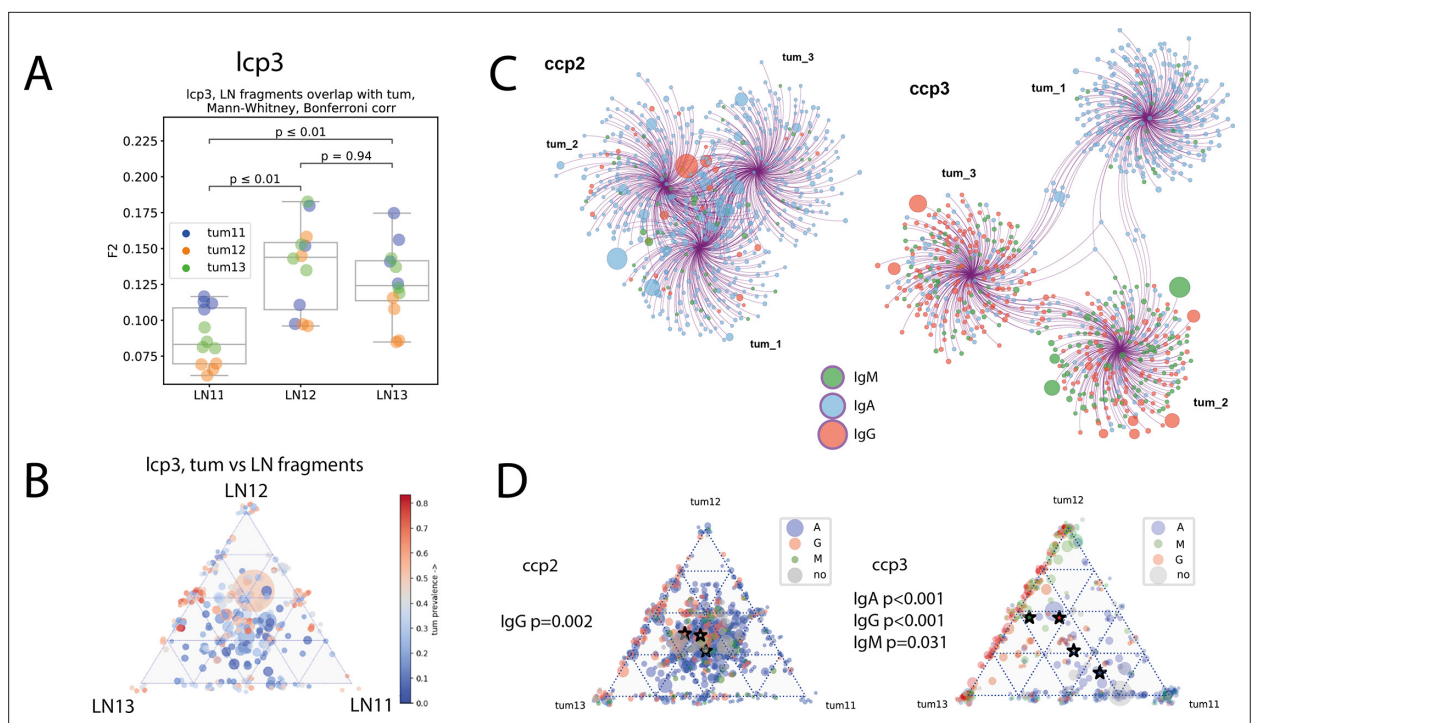 A
lcp3
lcp3, LN fragments overlap with tum,
Mann-Whitney, Bonferroni corr
F2
0.225
0.200
0.175
0.150
0.125
0.100
0.075
p ≤ 0.01
p = 0.94
p ≤ 0.01
tum11
tum12
tum13
LN11
LN12
LN13
B
lcp3, tum vs LN fragments
LN12
LN13
LN11
0.8
0.7
0.6
0.5
0.4
0.3
0.2
0.1
0.0
tum prevalence ->
C
ccp2
tum_3
tum_2
tum_1
ccp3
tum_1
tum_3
tum_2
IgM
IgA
IgG
D
ccp2
IgG p=0.002
tum12
tum13
tum11
A
G
M
no
ccp3
IgA p<0.001
IgG p<0.001
IgM p=0.031
tum12
tum13
tum11
A
M
G
no